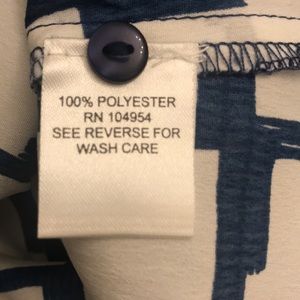 100% POLYESTER
RN 104954
SEE REVERSE FOR
WASH CARE